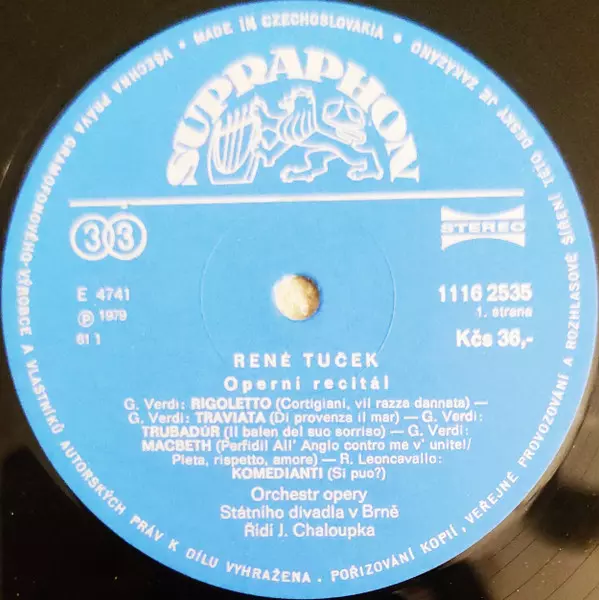 VŠECHNA PRÁVA GRAMOFONOVÉHO VÝROBCE A VLASTNÍKŮ AUTORSKÝCH PRÁV K DÍLU VYHRAŽENA. POŘIZOVÁNÍ KOPIÍ, VEŘEJNÉ PROVOZOVÁNÍ A ROZHLASOVÉ ŠÍŘENÍ TÉTO DESKY JE ZAKÁZÁNO • MADE IN CZECHOSLOVAKIA •
SUPRAPHON
33
STEREO
E 4741
1116 2535
Ⓟ 1979
1. strana
61 1
Kčs 36,-
RENÉ TUČEK
Operní recitál
G. Verdi: RIGOLETTO (Cortigiani, vil razza dannata) —
G. Verdi: TRAVIATA (Di provenza il mar) — G. Verdi:
TRUBADÚR (Il balen del suo sorriso) — G. Verdi:
MACBETH (Perfidi! All' Anglo contro me v' unite!/
Pieta, rispetto, amore) — R. Leoncavallo:
KOMEDIANTI (Si puo?)
Orchestr opery
Státního divadla v Brně
Řídí J. Chaloupka